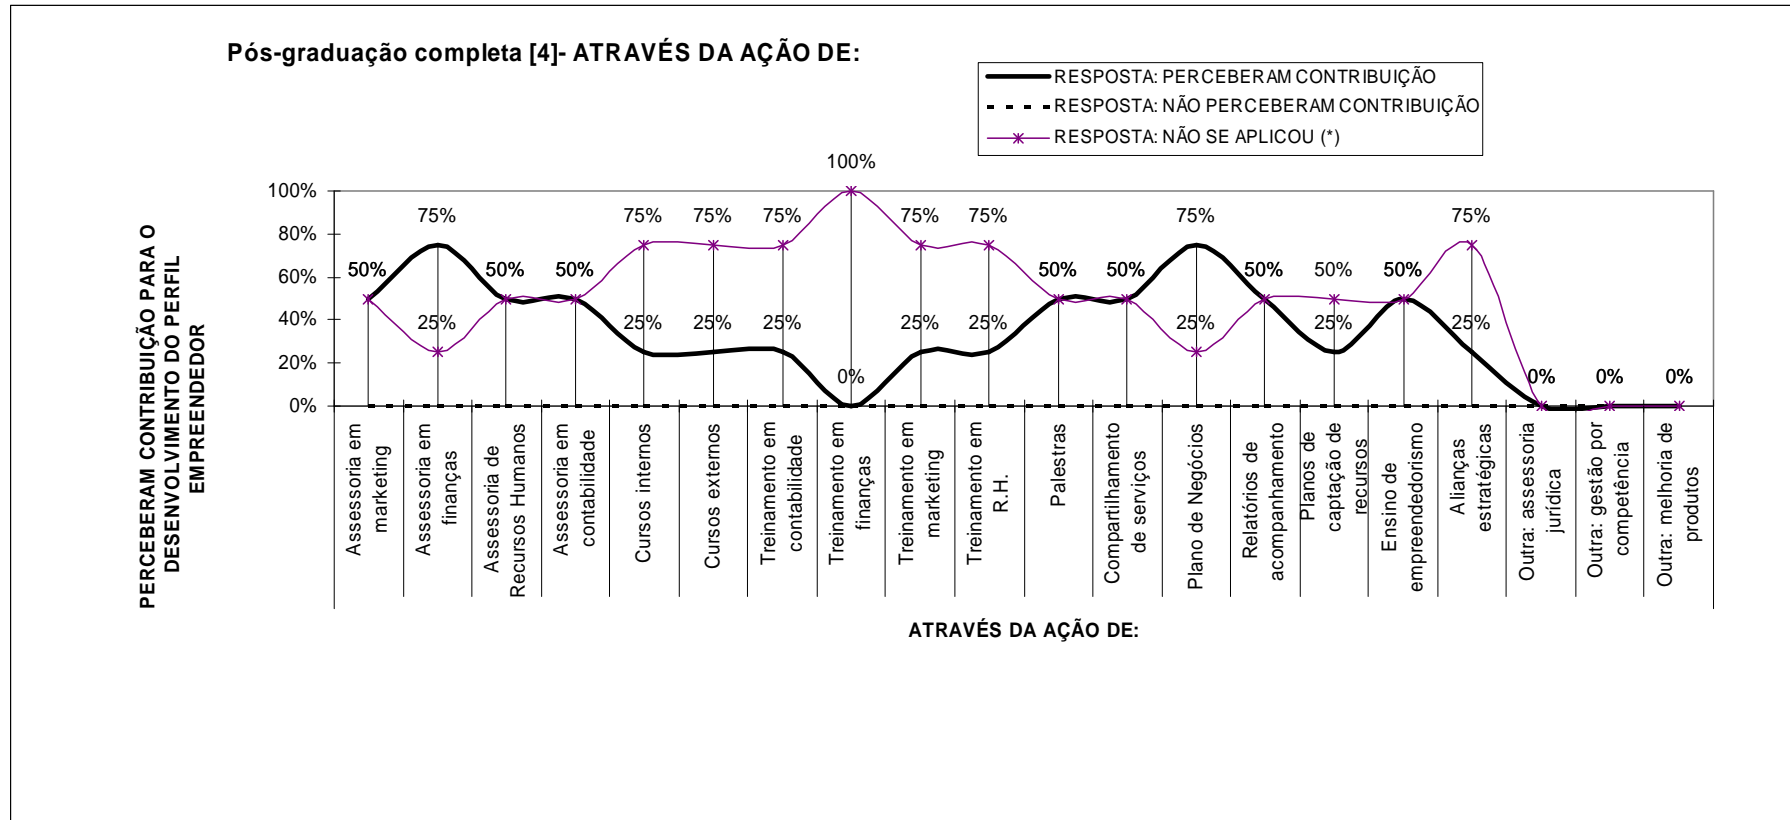 Pós-graduação completa [4]- ATRAVÉS DA AÇÃO DE:
RESPOSTA: PERCEBERAM CONTRIBUIÇÃO
RESPOSTA: NÃO PERCEBERAM CONTRIBUIÇÃO
RESPOSTA: NÃO SE APLICOU (*)
PERCEBERAM CONTRIBUIÇÃO PARA O
DESENVOLVIMENTO DO PERFIL
EMPREENDEDOR
100%
80%
60%
40%
20%
0%
100%
75%
75%
75%
75%
75%
75%
75%
75%
50%
50%
50%
50%
50%
50%
50%
50%
25%
25%
25%
25%
25%
25%
25%
25%
25%
0%
0%
0%
0%
Assessoria em
marketing
Assessoria em
finanças
Assessoria de
Recursos Humanos
Assessoria em
contabilidade
Cursos internos
Cursos externos
Treinamento em
contabilidade
Treinamento em
finanças
Treinamento em
marketing
Treinamento em
R.H.
Palestras
Compartilhamento
de serviços
Plano de Negócios
Relatórios de
acompanhamento
Planos de
captação de
recursos
Ensino de
empreendedorismo
Alianças
estratégicas
Outra: assessoria
jurídica
Outra: gestão por
competência
Outra: melhoria de
produtos
ATRAVÉS DA AÇÃO DE: